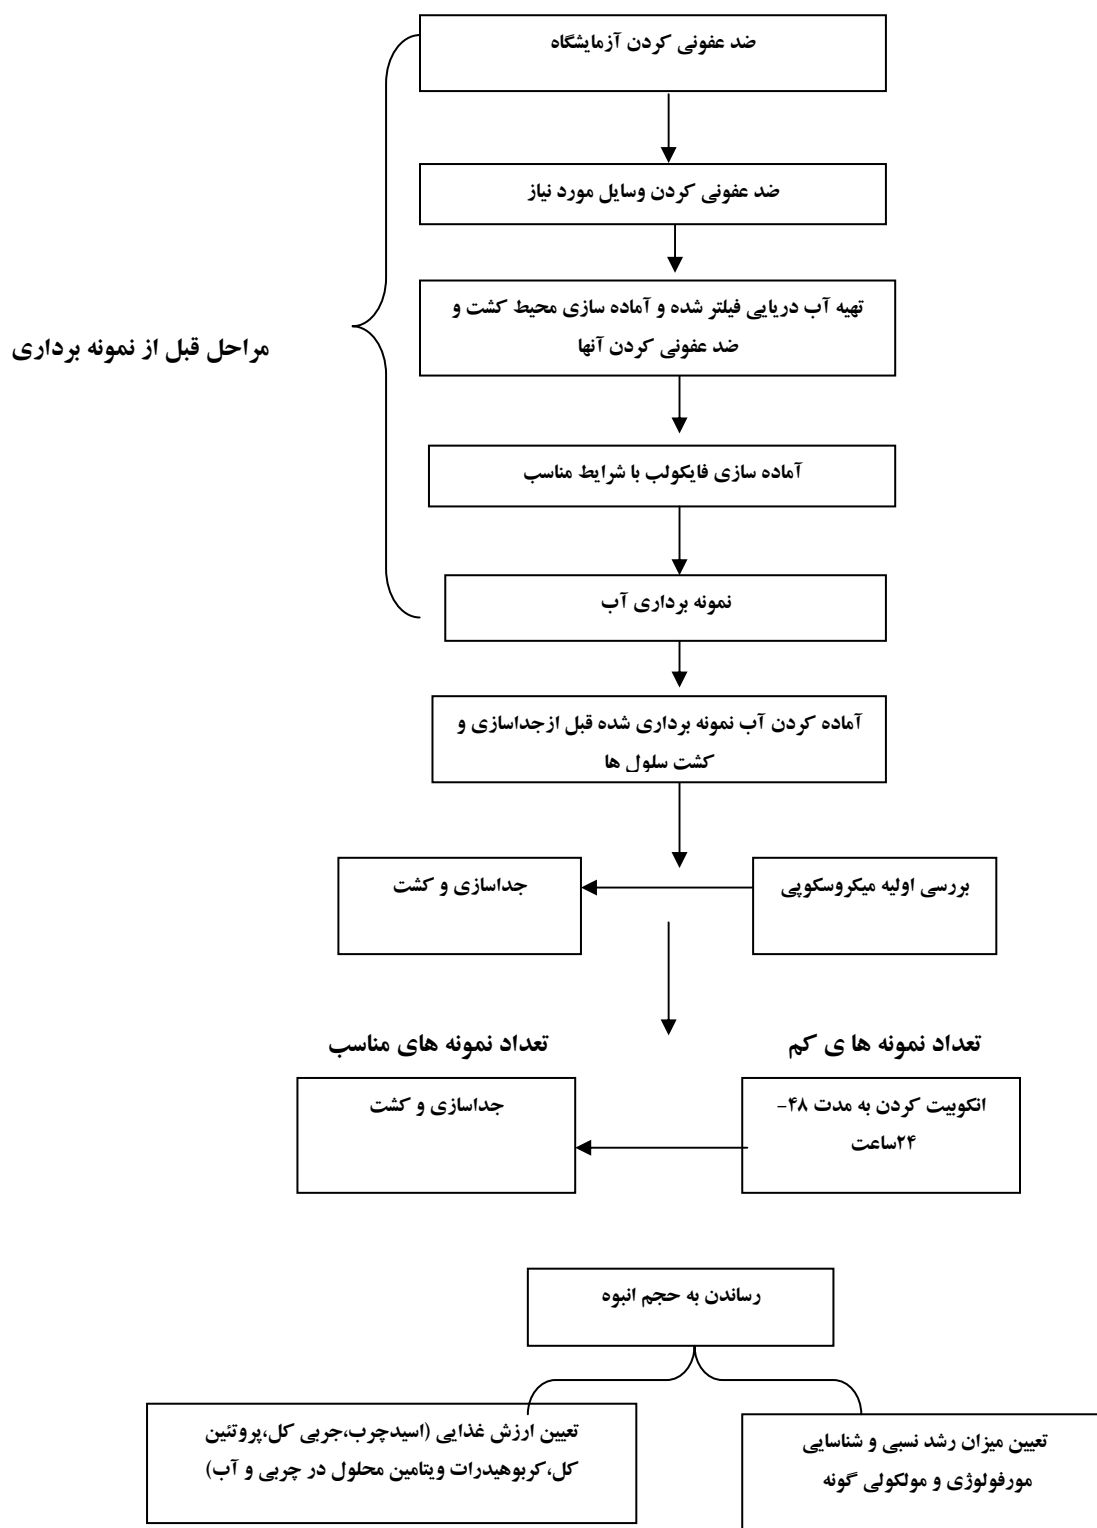 ضد عفونی کردن آزمایشگاه
ضد عفونی کردن وسایل مورد نیاز
تهیه آب دریایی فیلتر شده و آماده سازی محیط کشت و
ضد عفونی کردن آنها
مراحل قبل از نمونه برداری
آماده سازی فایکولب با شرایط مناسب
نمونه برداری آب
آماده کردن آب نمونه برداری شده قبل ازجداسازی و
کشت سلول ها
بررسی اولیه میکروسکوپی
جداسازی و کشت
تعداد نمونه ها ی کم
تعداد نمونه های مناسب
انکوبیت کردن به مدت ۴۸-
۲۴ساعت
جداسازی و کشت
رساندن به حجم انبوه
تعیین میزان رشد نسبی و شناسایی
مورفولوژی و مولکولی گونه
تعیین ارزش غذایی (اسیدچرب،جربی کل،پروتئین
کل،کربوهیدرات ویتامین محلول در چربی و آب)